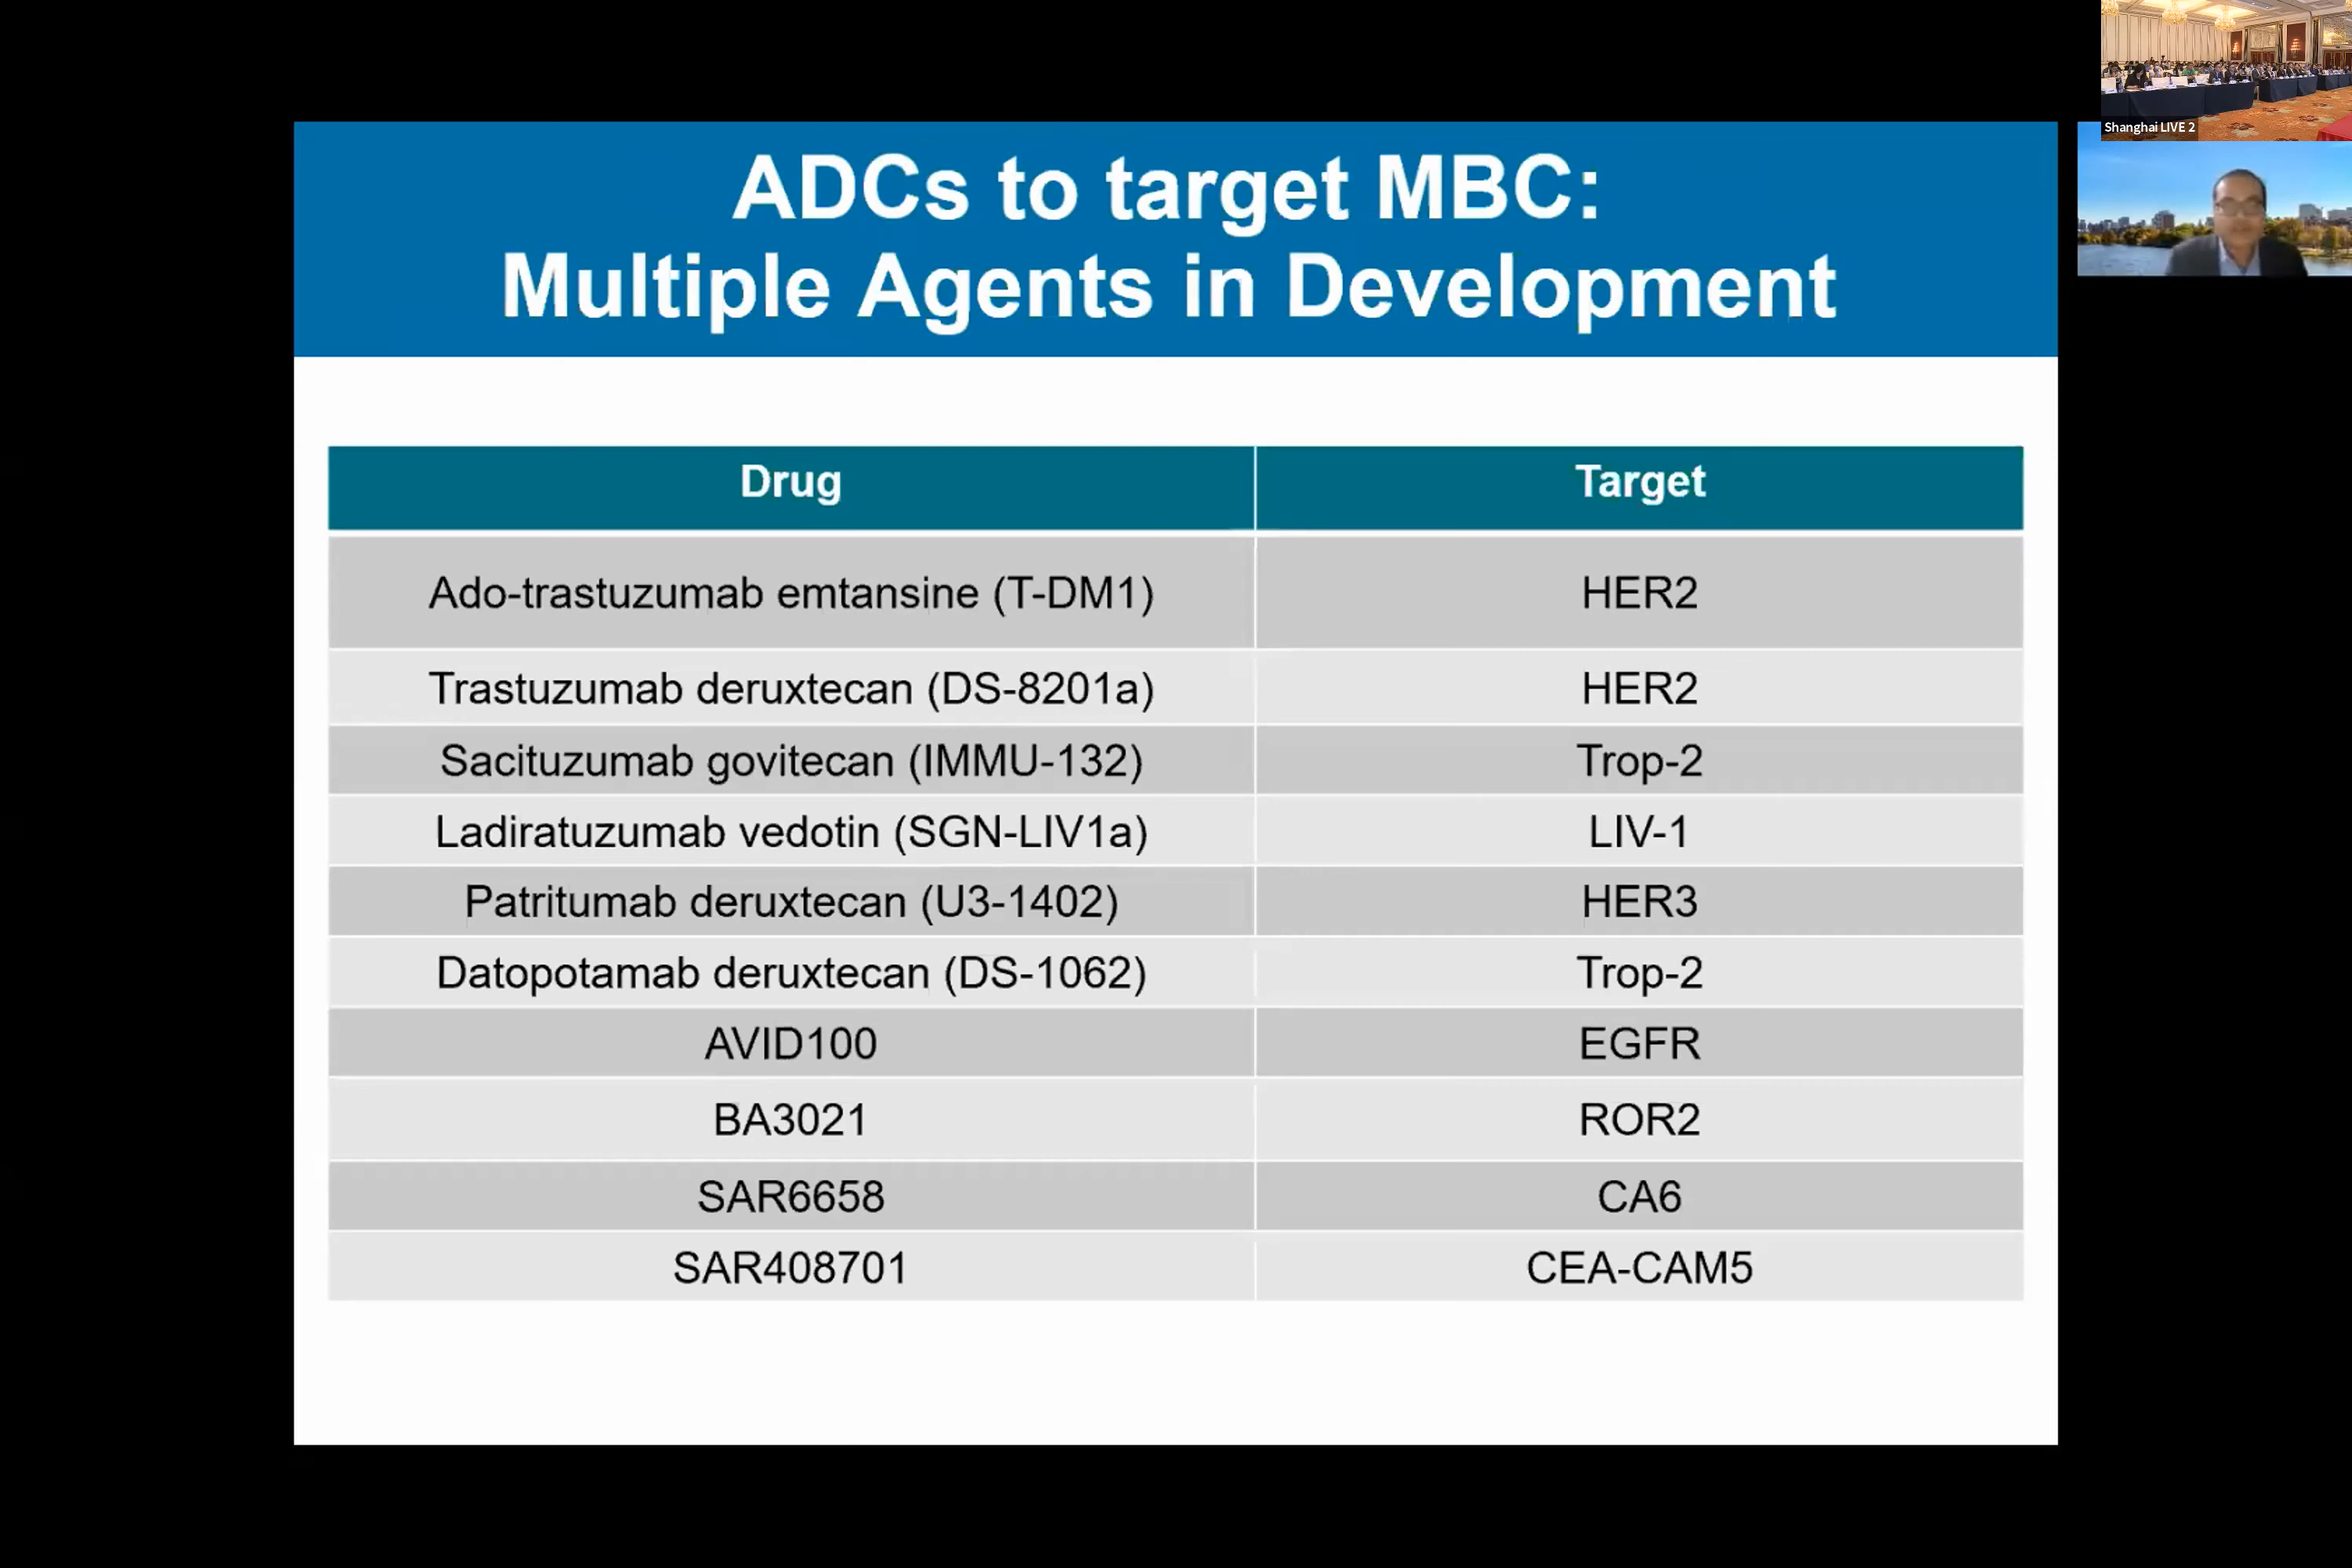 ADCs to target MBC:
Multiple Agents in Development
Drug Target
Ado-trastuzumab emtansine (T-DM1) HER2
Trastuzumab deruxtecan (DS-8201a) HER2
Sacituzumab govitecan (IMMU-132) Trop-2
Ladiratuzumab vedotin (SGN-LIV1a) LIV-1
Patritumab deruxtecan (U3-1402) HER3
Datopotamab deruxtecan (DS-1062) Trop-2
AVID100 EGFR
BA3021 ROR2
SAR6658 CA6
SAR408701 CEA-CAM5
Shanghai LIVE 2